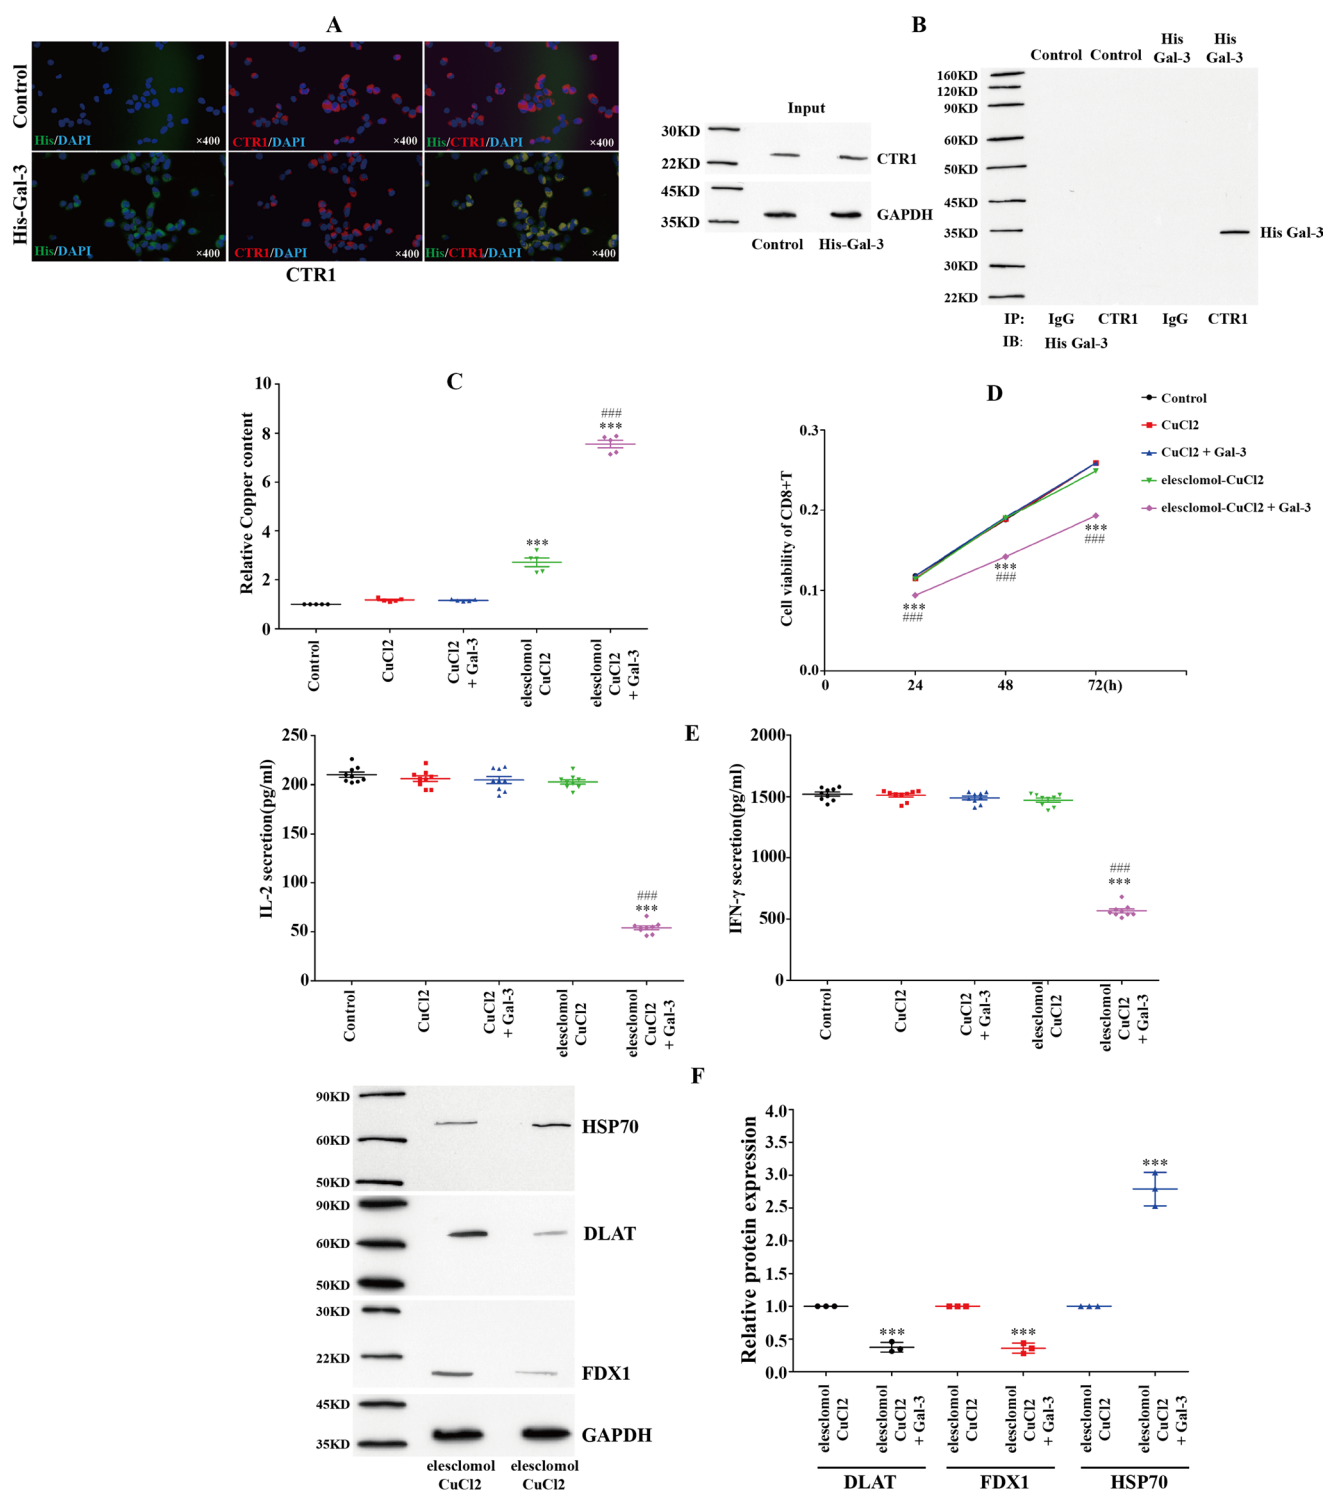 A
Control
His/DAPI
×400
CTR1/DAPI
×400
His/CTR1/DAPI
×400
His-Gal-3
His/DAPI
×400
CTR1/DAPI
×400
His/CTR1/DAPI
×400
CTR1
B
Input
30KD
22KD
CTR1
45KD
35KD
GAPDH
Control His-Gal-3
Control Control His Gal-3 His Gal-3
160KD
120KD
90KD
60KD
50KD
45KD
35KD
30KD
22KD
His Gal-3
IP: IgG CTR1 IgG CTR1
IB: His Gal-3
C
Relative Copper content
10
8
6
4
2
0
###
***
***
Control
CuCl2
CuCl2
+ Gal-3
elesclomol
CuCl2
elesclomol
CuCl2
+ Gal-3
D
Cell viability of CD8+T
0.3
0.2
0.1
0.0
0 24 48 72(h)
***
###
***
###
***
###
Control
CuCl2
CuCl2 + Gal-3
elesclomol-CuCl2
elesclomol-CuCl2 + Gal-3
E
IL-2 secretion(pg/ml)
250
200
150
100
50
0
###
***
Control
CuCl2
CuCl2
+ Gal-3
elesclomol
CuCl2
elesclomol
CuCl2
+ Gal-3
IFN-γ secretion(pg/ml)
2000
1500
1000
500
0
###
***
Control
CuCl2
CuCl2
+ Gal-3
elesclomol
CuCl2
elesclomol
CuCl2
+ Gal-3
F
90KD
60KD
50KD
HSP70
90KD
60KD
50KD
DLAT
30KD
22KD
FDX1
45KD
35KD
GAPDH
elesclomol elesclomol
CuCl2 CuCl2
Relative protein expression
4.0
3.5
3.0
2.5
2.0
1.5
1.0
0.5
0.0
***
***
***
elesclomol
CuCl2
elesclomol
CuCl2
+ Gal-3
elesclomol
CuCl2
elesclomol
CuCl2
+ Gal-3
elesclomol
CuCl2
elesclomol
CuCl2
+ Gal-3
DLAT FDX1 HSP70